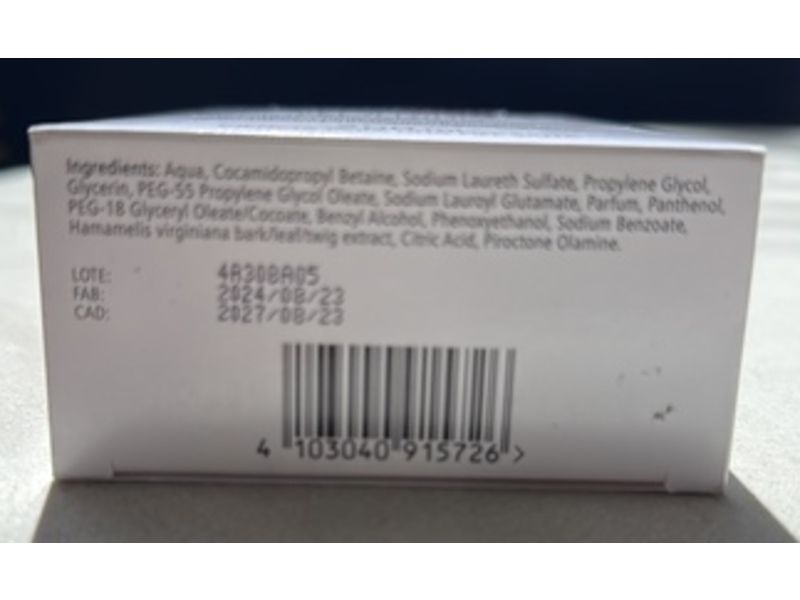 Ingredients: Aqua, Cocamidopropyl Betaine, Sodium Laureth Sulfate, Propylene Glycol,
Glycerin, PEG-55 Propylene Glycol Oleate, Sodium Lauroyl Glutamate, Parfum, Panthenol,
PEG-18 Glyceryl Oleate/Cocoate, Benzyl Alcohol, Phenoxyethanol, Sodium Benzoate,
Hamamelis virginiana bark/leaf/twig extract, Citric Acid, Piroctone Olamine.
LOTE: 4A308A05
FAB: 2024/08/23
CAD: 2027/08/23
4 103040 915726 >